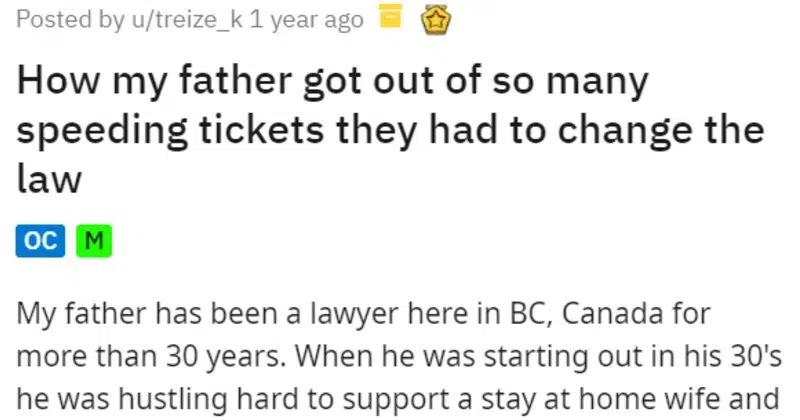 Posted by u/treize_k 1 year ago
How my father got out of so many
speeding tickets they had to change the
law
OC M
My father has been a lawyer here in BC, Canada for
more than 30 years. When he was starting out in his 30's
he was hustling hard to support a stay at home wife and